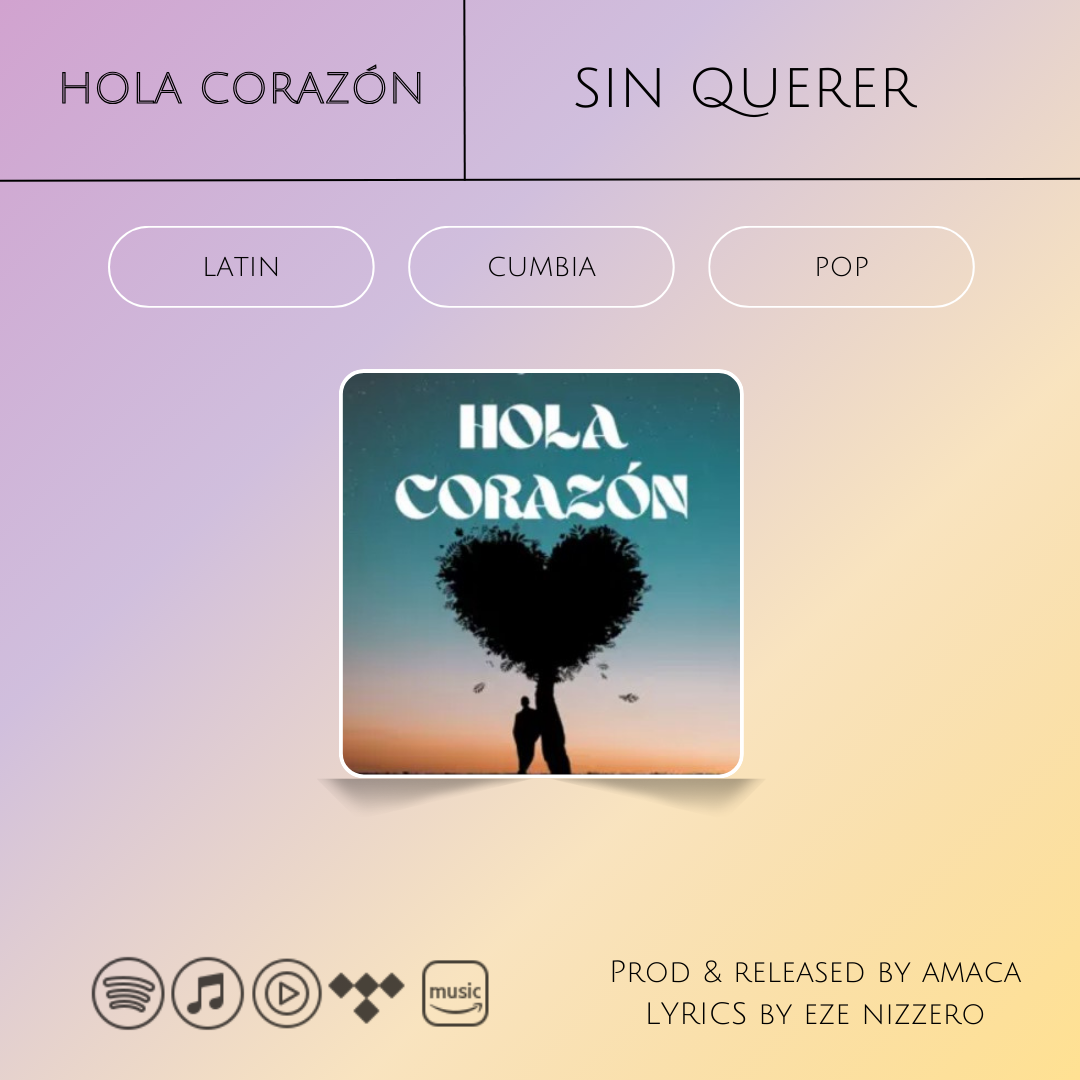 HOLA CORAZÓN
SIN QUERER
LATIN
CUMBIA
POP
HOLA
CORAZÓN
music
PROD & RELEASED BY AMACA
LYRICS BY EZE NIZZERO